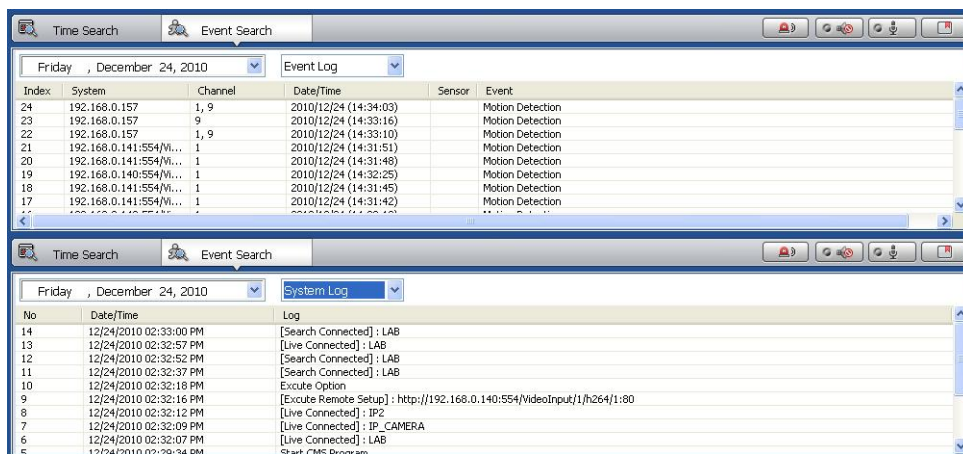 Time Search Event Search
Friday , December 24, 2010 Event Log
Index System Channel Date/Time Sensor Event
24 192.168.0.157 1, 9 2010/12/24 (14:34:03) Motion Detection
23 192.168.0.157 9 2010/12/24 (14:33:16) Motion Detection
22 192.168.0.157 1, 9 2010/12/24 (14:33:10) Motion Detection
21 192.168.0.141:554/Vi... 1 2010/12/24 (14:31:51) Motion Detection
20 192.168.0.141:554/Vi... 1 2010/12/24 (14:31:48) Motion Detection
19 192.168.0.140:554/Vi... 1 2010/12/24 (14:32:25) Motion Detection
18 192.168.0.141:554/Vi... 1 2010/12/24 (14:31:45) Motion Detection
17 192.168.0.141:554/Vi... 1 2010/12/24 (14:31:42) Motion Detection
Time Search Event Search
Friday , December 24, 2010 System Log
No Date/Time Log
14 12/24/2010 02:33:00 PM [Search Connected] : LAB
13 12/24/2010 02:32:57 PM [Live Connected] : LAB
12 12/24/2010 02:32:52 PM [Search Connected] : LAB
11 12/24/2010 02:32:37 PM [Search Connected] : LAB
10 12/24/2010 02:32:18 PM Excute Option
9 12/24/2010 02:32:16 PM [Excute Remote Setup] : http://192.168.0.140:554/VideoInput/1/h264/1:80
8 12/24/2010 02:32:12 PM [Live Connected] : IP2
7 12/24/2010 02:32:09 PM [Live Connected] : IP_CAMERA
6 12/24/2010 02:32:07 PM [Live Connected] : LAB
5 12/24/2010 02:29:34 PM Start CMS Program